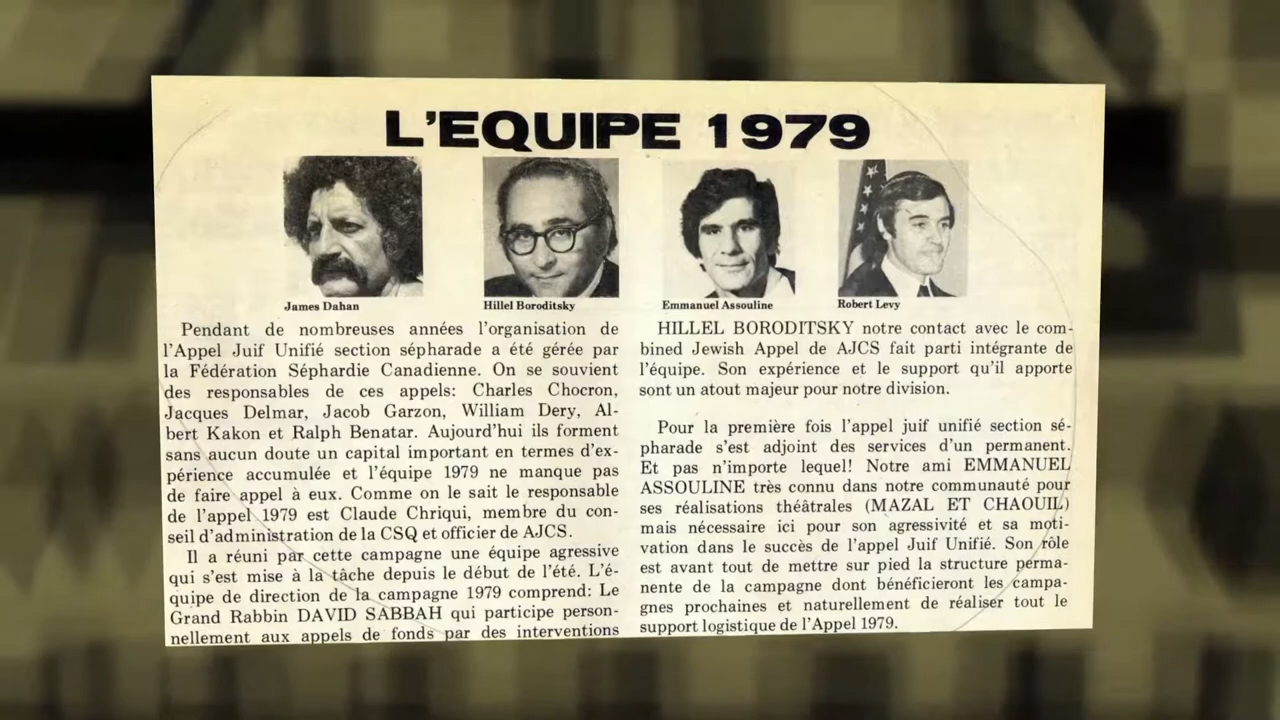 L'EQUIPE 1979
James Dahan
Hillel Boroditsky
Emmanuel Assouline
Robert Levy
Pendant de nombreuses années l'organisation de
l'Appel Juif Unifié section sépharade a été gérée par
la Fédération Séphardie Canadienne. On se souvient
des responsables de ces appels: Charles Chocron,
Jacques Delmar, Jacob Garzon, William Dery, Al-
bert Kakon et Ralph Benatar. Aujourd'hui ils forment
sans aucun doute un capital important en termes d'ex-
périence accumulée et l'équipe 1979 ne manque pas
de faire appel à eux. Comme on le sait le responsable
de l'appel 1979 est Claude Chriqui, membre du con-
seil d'administration de la CSQ et officier de AJCS.
Il a réuni par cette campagne une équipe agressive
qui s'est mise à la tâche depuis le début de l'été. L'é-
quipe de direction de la campagne 1979 comprend: Le
Grand Rabbin DAVID SABBAH qui participe person-
nellement aux appels de fonds par des interventions
HILLEL BORODITSKY notre contact avec le com-
bined Jewish Appel de AJCS fait parti intégrante de
l'équipe. Son expérience et le support qu'il apporte
sont un atout majeur pour notre division.
Pour la première fois l'appel juif unifié section sé-
pharade s'est adjoint des services d'un permanent.
Et pas n'importe lequel! Notre ami EMMANUEL
ASSOULINE très connu dans notre communauté pour
ses réalisations théâtrales (MAZAL ET CHAOUIL)
mais nécessaire ici pour son agressivité et sa moti-
vation dans le succès de l'appel Juif Unifié. Son rôle
est avant tout de mettre sur pied la structure perma-
nente de la campagne dont bénéficieront les campa-
gnes prochaines et naturellement de réaliser tout le
support logistique de l'Appel 1979.